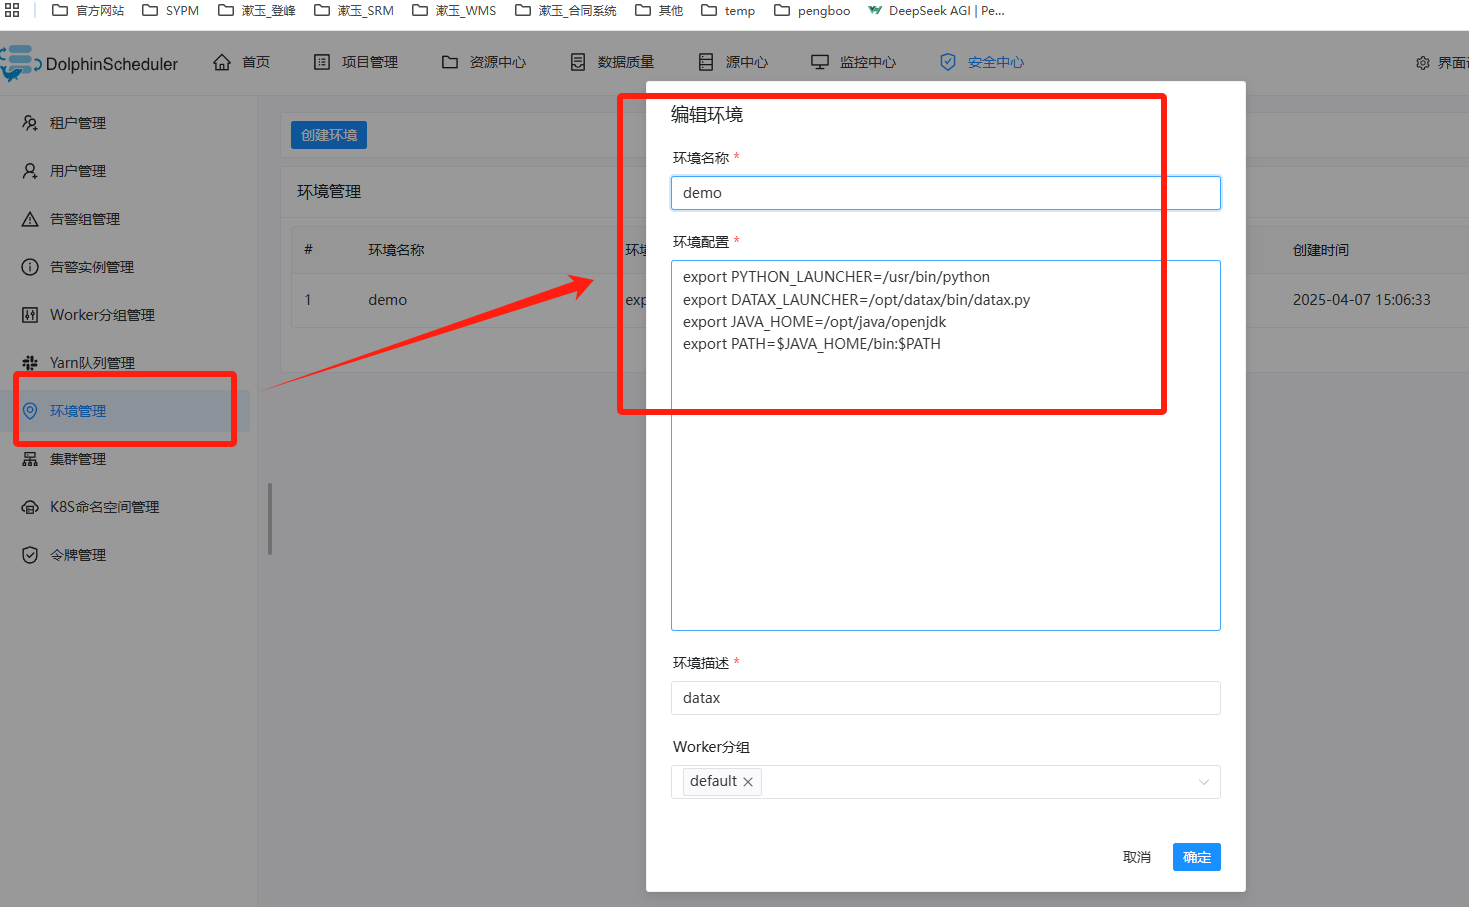 官方网站 SYPM 漱玉_登峰 漱玉_SRM 漱玉_WMS 漱玉_合同系统 其他 temp pengboo DeepSeek AGI | Pe...
DolphinScheduler 首页 项目管理 资源中心 数据质量 源中心 监控中心 安全中心 界面
租户管理
用户管理
告警组管理
告警实例管理
Worker分组管理
Yarn队列管理
环境管理
集群管理
K8S命名空间管理
令牌管理
创建环境
环境管理
# 环境名称 环 创建时间
1 demo exp 2025-04-07 15:06:33
编辑环境
环境名称 *
demo
环境配置 *
export PYTHON_LAUNCHER=/usr/bin/python
export DATAX_LAUNCHER=/opt/datax/bin/datax.py
export JAVA_HOME=/opt/java/openjdk
export PATH=$JAVA_HOME/bin:$PATH
环境描述 *
datax
Worker分组
default
取消 确定